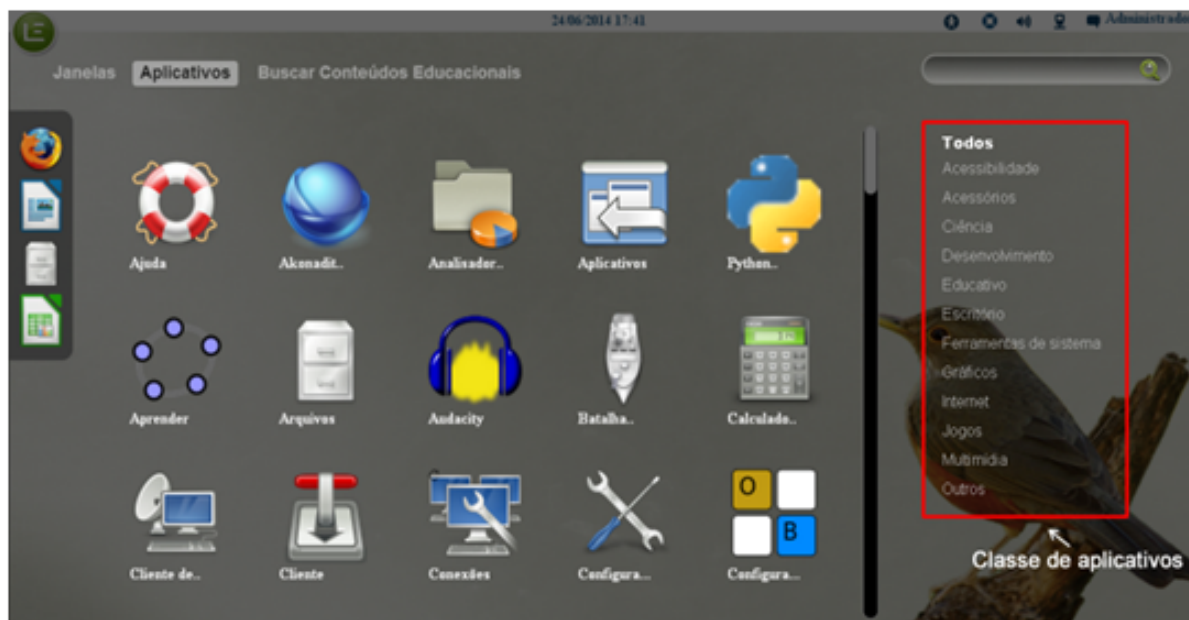 24/06/2014 17:41
Administrado
Janelas Aplicativos Buscar Conteúdos Educacionais
Todos
Acessibilidade
Acessórios
Ciência
Desenvolvimento
Educativo
Escritório
Ferramentas de sistema
Gráficos
Internet
Jogos
Multimídia
Outros
Classe de aplicativos
Ajuda Akonadit.. Analisador.. Aplicativos Python..
Aprender Arquivos Audacity Batalha.. Calculado..
O
B
Cliente de.. Cliente Conexões Configura... Configura...